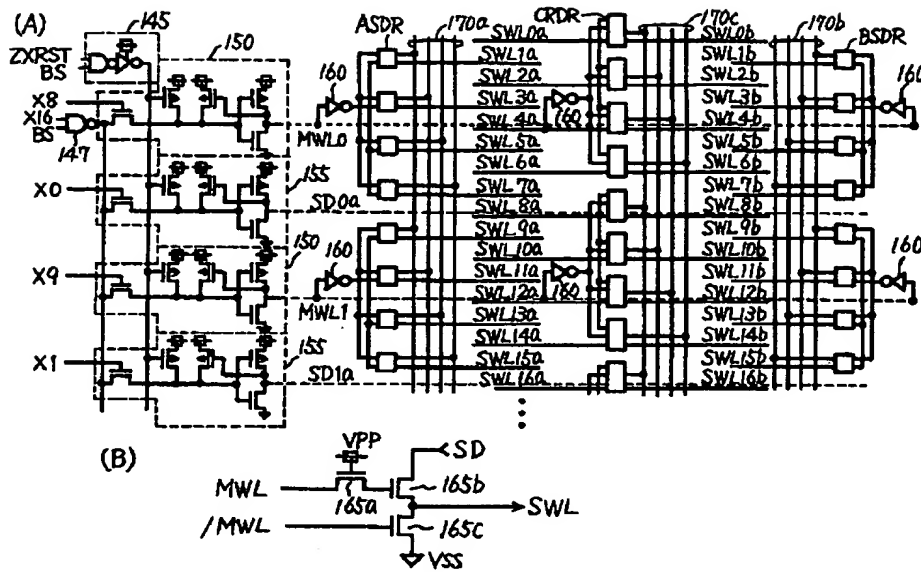 (A)
145
ZXRST
BS
150
X8
X16
BS
147
X0
155
X9
150
X1
155
160
MWL0
SD0a
160
MWL1
SD1a
ASDR
170a
CRDR
170c
170b
BSDR
160
160
160
160
SWL0a
SWL1a
SWL2a
SWL3a
SWL4a
SWL5a
SWL6a
SWL7a
SWL8a
SWL9a
SWL10a
SWL11a
SWL12a
SWL13a
SWL14a
SWL15a
SWL16a
SWL0b
SWL1b
SWL2b
SWL3b
SWL4b
SWL5b
SWL6b
SWL7b
SWL8b
SWL9b
SWL10b
SWL11b
SWL12b
SWL13b
SWL14b
SWL15b
SWL16b
(B)
VPP
SD
MWL
165a
165b
SWL
/MWL
165c
VSS